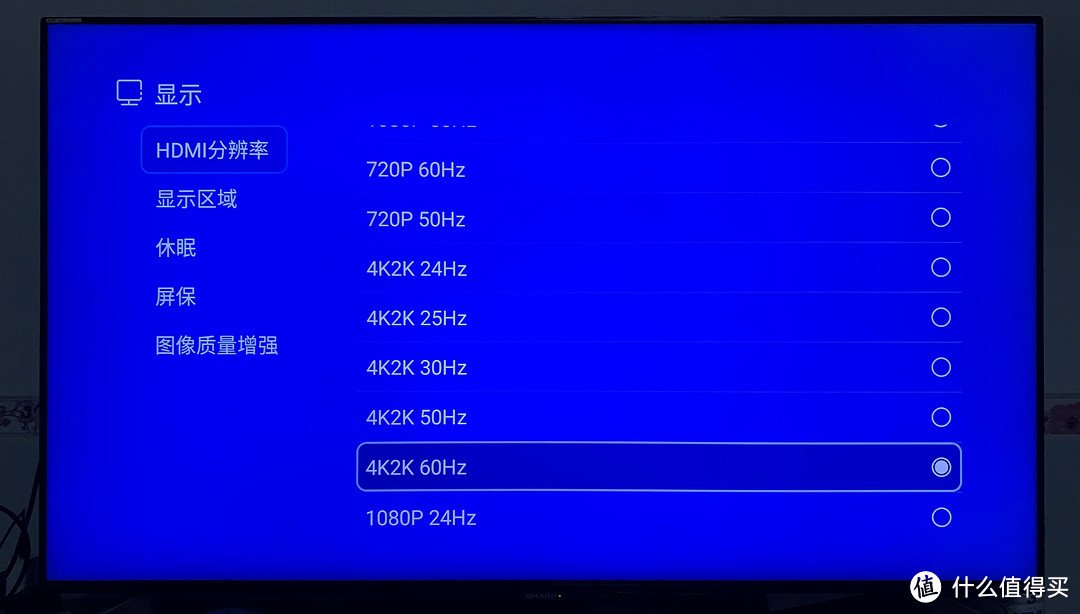 显示
HDMI分辨率
显示区域
休眠
屏保
图像质量增强
720P 60Hz
720P 50Hz
4K2K 24Hz
4K2K 25Hz
4K2K 30Hz
4K2K 50Hz
4K2K 60Hz
1080P 24Hz
SHARP
值 什么值得买